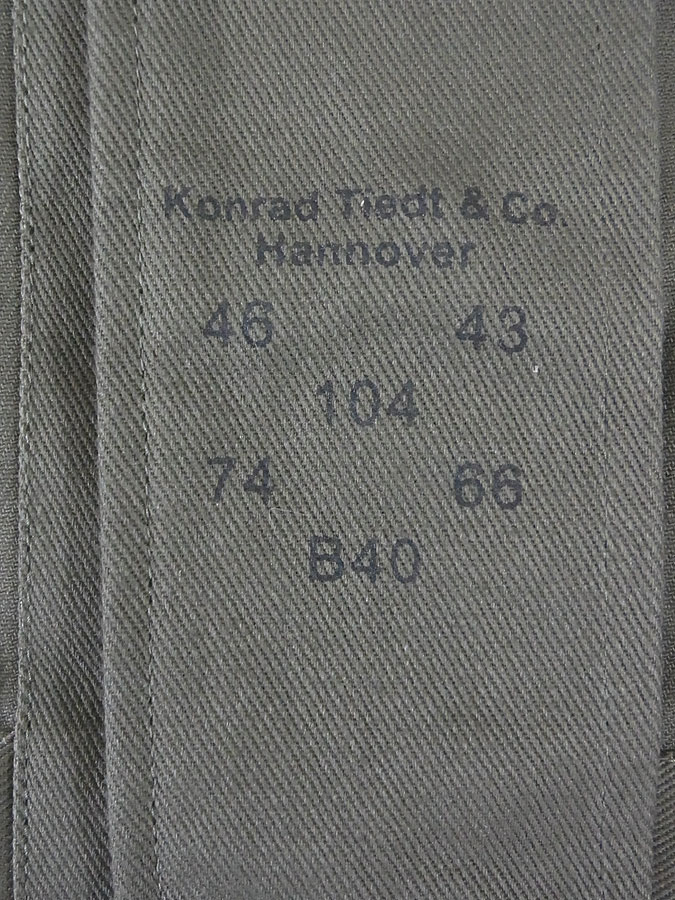 Konrad Tiedt & Co.
Hannover
46 43
104
74 66
B40